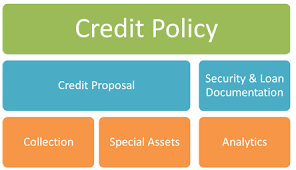 Credit Policy
Credit Proposal
Security & Loan
Documentation
Collection
Special Assets
Analytics